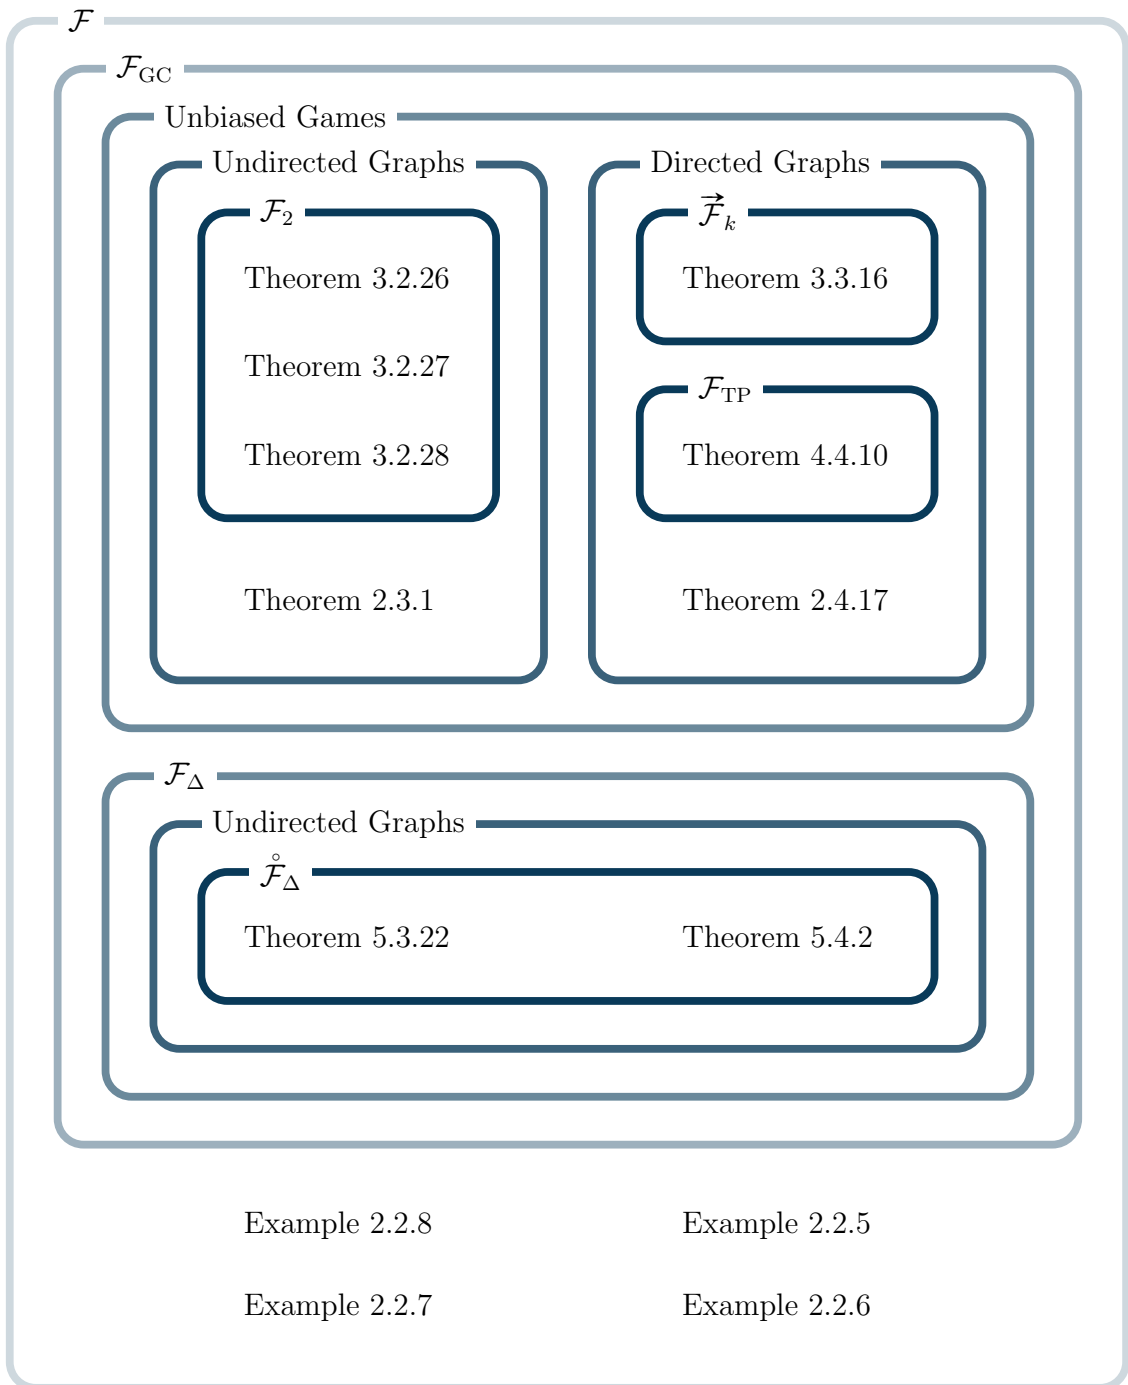 𝓕
𝓕_GC
Unbiased Games
Undirected Graphs
𝓕₂
Theorem 3.2.26
Theorem 3.2.27
Theorem 3.2.28
Theorem 2.3.1
Directed Graphs
𝓕⃗_k
Theorem 3.3.16
𝓕_TP
Theorem 4.4.10
Theorem 2.4.17
𝓕_Δ
Undirected Graphs
𝓕̊_Δ
Theorem 5.3.22
Theorem 5.4.2
Example 2.2.8
Example 2.2.5
Example 2.2.7
Example 2.2.6